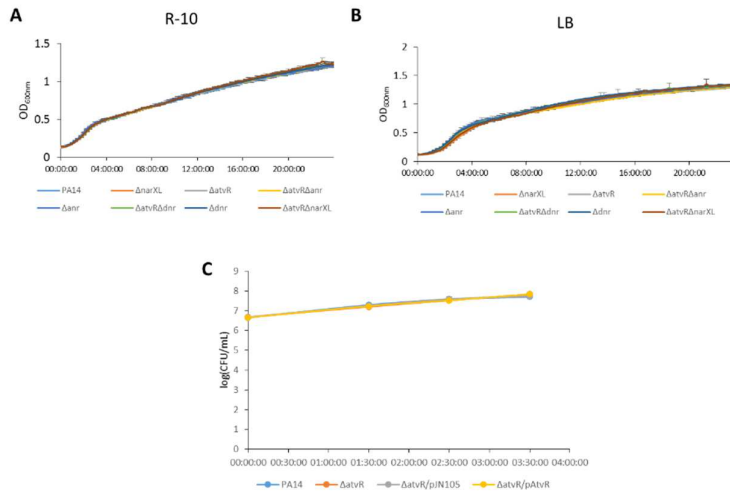 A
R-10
1.5
1
0.5
0
OD600nm
00:00:00 04:00:00 08:00:00 12:00:00 16:00:00 20:00:00
PA14 ΔnarXL ΔatvR ΔatvRΔanr
Δanr ΔatvRΔdnr Δdnr ΔatvRΔnarXL
B
LB
2
1.5
1
0.5
0
OD600nm
00:00:00 04:00:00 08:00:00 12:00:00 16:00:00 20:00:00
PA14 ΔnarXL ΔatvR ΔatvRΔanr
Δanr ΔatvRΔdnr Δdnr ΔatvRΔnarXL
C
9
8
7
6
5
4
3
2
1
0
log(CFU/mL)
00:00:00 00:30:00 01:00:00 01:30:00 02:00:00 02:30:00 03:00:00 03:30:00 04:00:00
PA14 ΔatvR ΔatvR/pJN105 ΔatvR/pAtvR